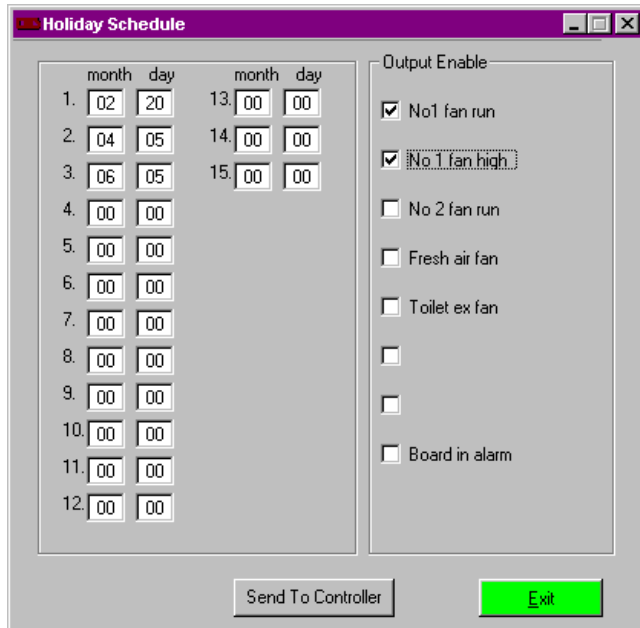 Holiday Schedule
month day month day
1. 02 20 13. 00 00
2. 04 05 14. 00 00
3. 06 05 15. 00 00
4. 00 00
5. 00 00
6. 00 00
7. 00 00
8. 00 00
9. 00 00
10. 00 00
11. 00 00
12. 00 00
Output Enable
No1 fan run
No 1 fan high
No 2 fan run
Fresh air fan
Toilet ex fan
Board in alarm
Send To Controller
Exit